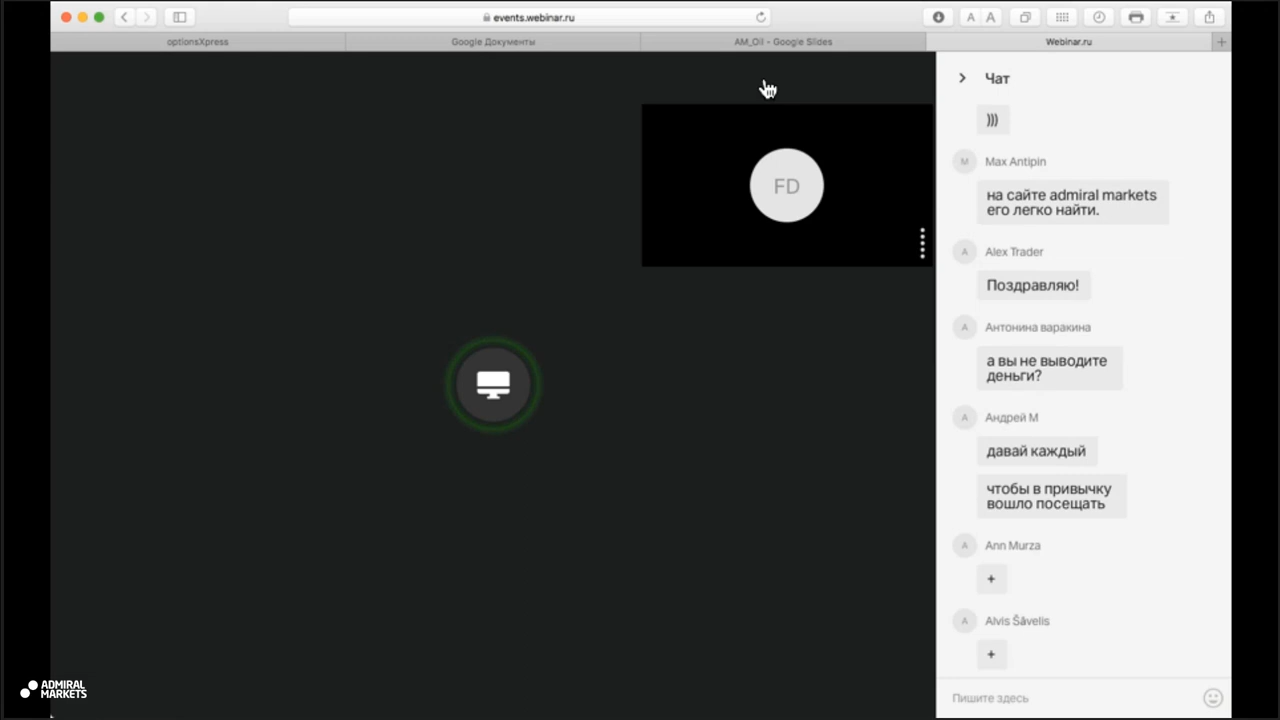 events.webinar.ru
A A
optionsXpress
Google Документы
AM_Oil - Google Slides
Webinar.ru
Чат
)))
FD
M
Max Antipin
на сайте admiral markets
его легко найти.
A
Alex Trader
Поздравляю!
А
Антонина варакина
а вы не выводите
деньги?
А
Андрей М
давай каждый
чтобы в привычку
вошло посещать
A
Ann Murza
+
A
Alvis Šāvelis
+
Пишите здесь
ADMIRAL
MARKETS